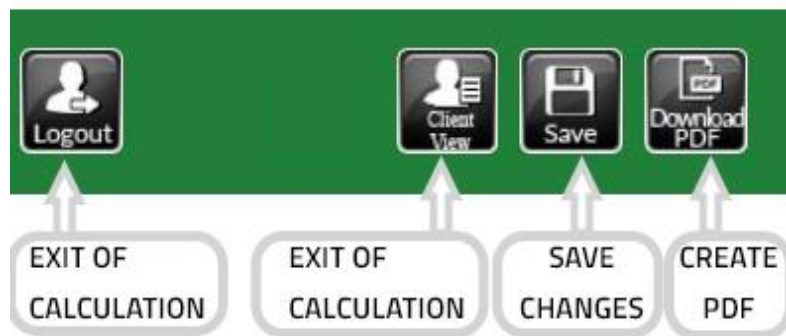 Logout
Client
View
Save
PDF
Download
PDF
EXIT OF
CALCULATION
EXIT OF
CALCULATION
SAVE
CHANGES
CREATE
PDF